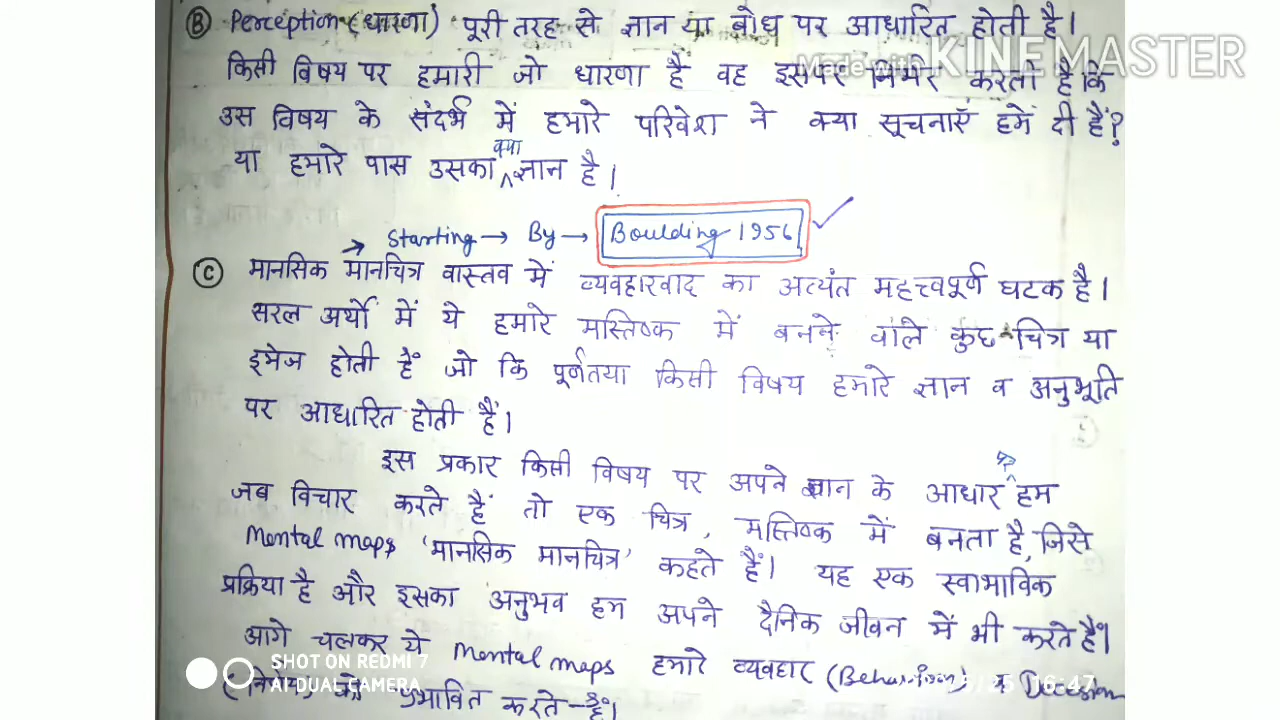 Ⓑ Perception (धारणा) पूरी तरह से ज्ञान या बोध पर आधारित होती है।
Made with KINEMASTER
किसी विषय पर हमारी जो धारणा है वह इसपर निर्भर करती है कि
उस विषय के संदर्भ में हमारे परिवेश ने क्या सूचनाएँ हमें दी हैं?
या हमारे पास उसका क्या ज्ञान है।
→ Starting → By → Boulding 1956 ✓
Ⓒ मानसिक मानचित्र वास्तव में व्यवहारवाद का अत्यंत महत्त्वपूर्ण घटक है।
सरल अर्थों में ये हमारे मस्तिष्क में बनने वाले कुछ चित्र या
इमेज होती हैं जो कि पूर्णतया किसी विषय हमारे ज्ञान व अनुभूति
पर आधारित होती हैं।
इस प्रकार किसी विषय पर अपने ज्ञान के आधार पर हम
जब विचार करते हैं तो एक चित्र, मस्तिष्क में बनता है, जिसे
Mental maps 'मानसिक मानचित्र' कहते हैं। यह एक स्वाभाविक
प्रक्रिया है और इसका अनुभव हम अपने दैनिक जीवन में भी करते हैं।
आगे चलकर ये Mental maps हमारे व्यवहार (Behaviour) व Decision
SHOT ON REDMI 7
AI DUAL CAMERA
16:47
प्रभावित करते हैं।